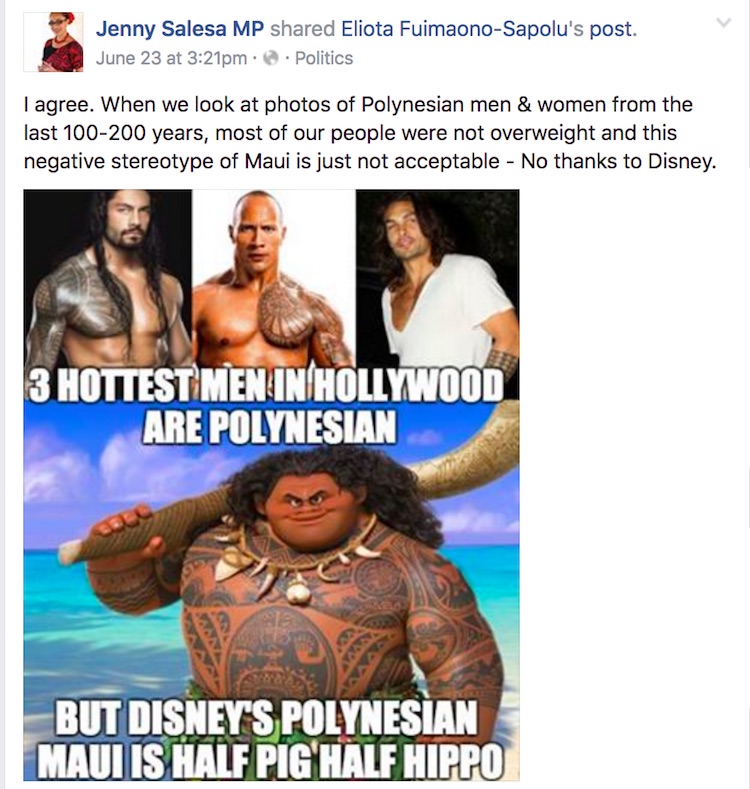 Jenny Salesa MP shared Eliota Fuimaono-Sapolu's post.
June 23 at 3:21pm · · Politics
I agree. When we look at photos of Polynesian men & women from the
last 100-200 years, most of our people were not overweight and this
negative stereotype of Maui is just not acceptable - No thanks to Disney.
3 HOTTEST MEN IN HOLLYWOOD
ARE POLYNESIAN
BUT DISNEY'S POLYNESIAN
MAUI IS HALF PIG HALF HIPPO